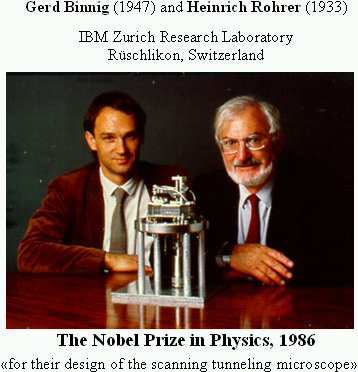 Gerd Binnig (1947) and Heinrich Rohrer (1933)
IBM Zurich Research Laboratory
Rüschlikon, Switzerland
The Nobel Prize in Physics, 1986
«for their design of the scanning tunneling microscope»